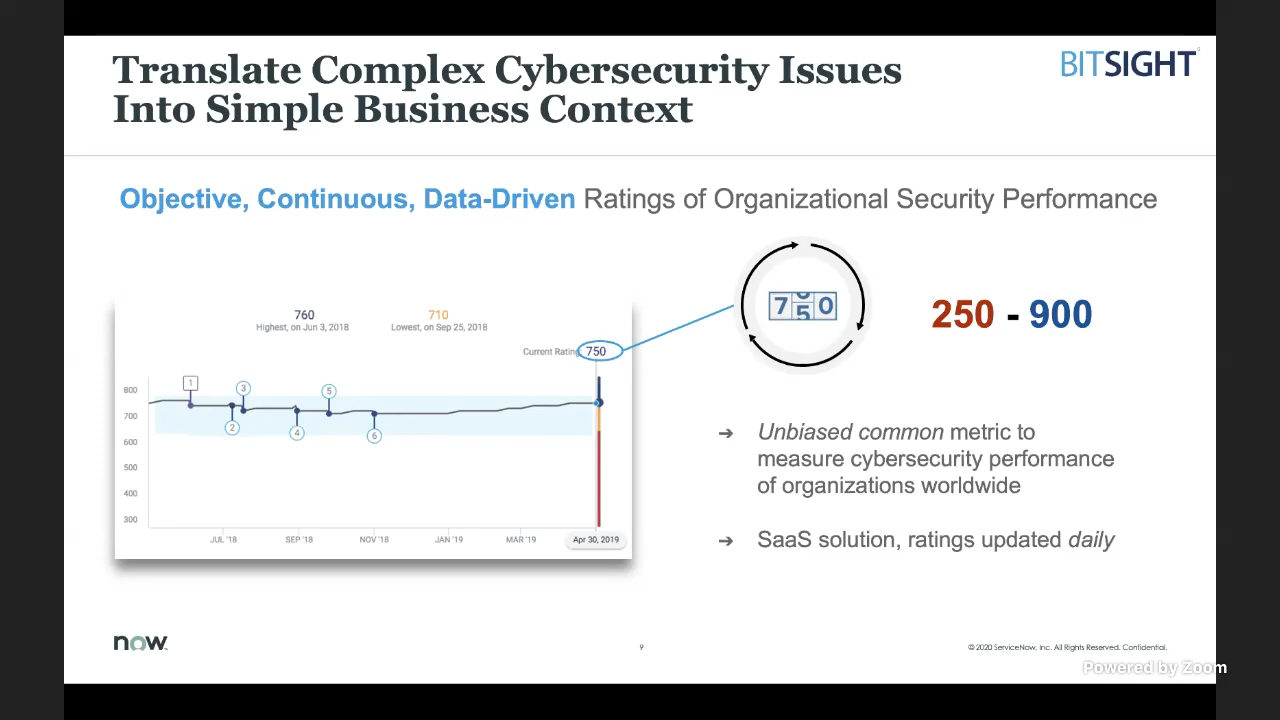 Translate Complex Cybersecurity Issues
Into Simple Business Context
BITSIGHT
Objective, Continuous, Data-Driven Ratings of Organizational Security Performance
760
Highest, on Jun 3, 2018
710
Lowest, on Sep 25, 2018
Current Rating: 750
800
700
600
500
400
300
1
2
3
4
5
6
JUL '18
SEP '18
NOV '18
JAN '19
MAR '19
Apr 30, 2019
750
250 - 900
➔ Unbiased common metric to
measure cybersecurity performance
of organizations worldwide
➔ SaaS solution, ratings updated daily
now
9
© 2020 ServiceNow, Inc. All Rights Reserved. Confidential.
Powered by Zoom